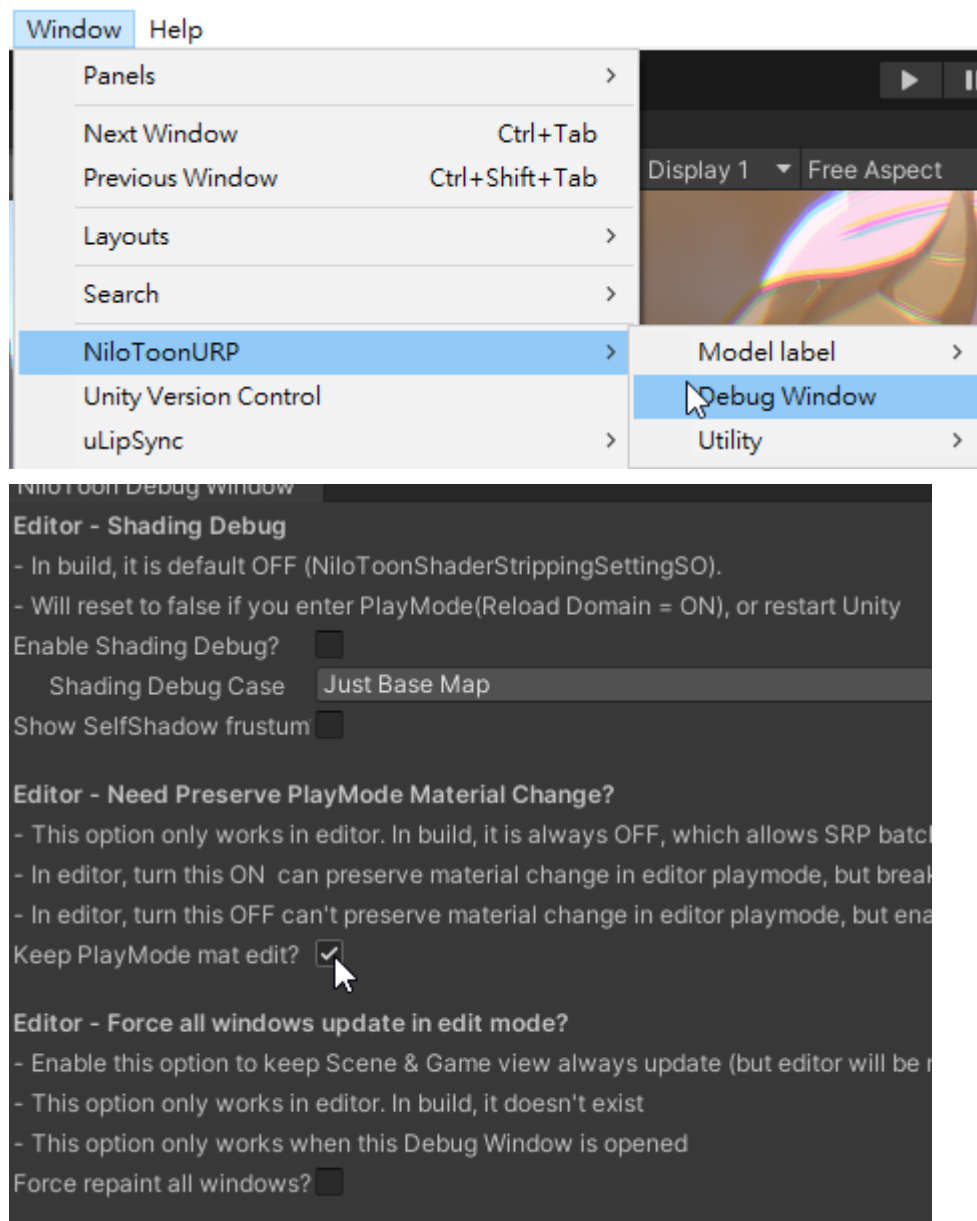 Window Help
Panels
Next Window Ctrl+Tab
Previous Window Ctrl+Shift+Tab
Display 1 Free Aspect
Layouts
Search
NiloToonURP
Model label
Unity Version Control
Debug Window
uLipSync
Utility
NiloToon Debug Window
Editor - Shading Debug
- In build, it is default OFF (NiloToonShaderStrippingSettingSO).
- Will reset to false if you enter PlayMode(Reload Domain = ON), or restart Unity
Enable Shading Debug?
Shading Debug Case Just Base Map
Show SelfShadow frustum
Editor - Need Preserve PlayMode Material Change?
- This option only works in editor. In build, it is always OFF, which allows SRP
- In editor, turn this ON can preserve material change in editor playmode, but
- In editor, turn this OFF can't preserve material change in editor playmode, but
Keep PlayMode mat edit?
Editor - Force all windows update in edit mode?
- Enable this option to keep Scene & Game view always update (but editor will be
- This option only works in editor. In build, it doesn't exist
- This option only works when this Debug Window is opened
Force repaint all windows?